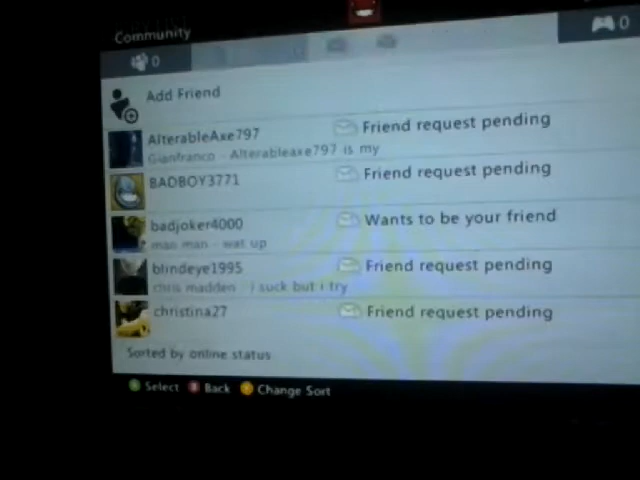 Community
0
0
Add Friend
AlterableAxe797
Friend request pending
Gianfranco - Alterableaxe797 is my
BADBOY3771
Friend request pending
badjoker4000
Wants to be your friend
man man - wat up
blindeye1995
Friend request pending
chris madden - i suck but i try
christina27
Friend request pending
Sorted by online status
Select Back Change Sort